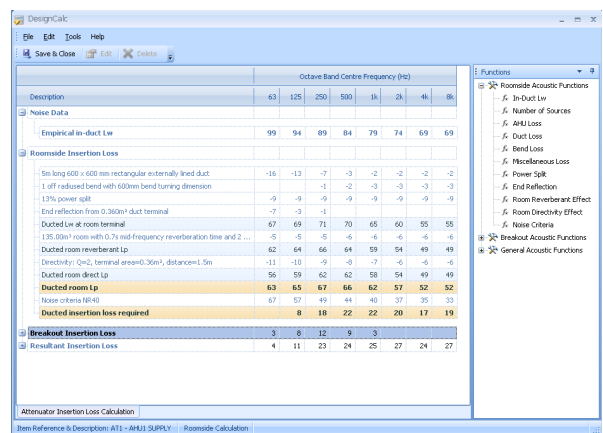 DesignCalc
File Edit Tools Help
Save & Close Edit Delete
Octave Band Centre Frequency (Hz)
Description 63 125 250 500 1k 2k 4k 8k
Noise Data
Empirical in-duct Lw 99 94 89 84 79 74 69 69
Roomside Insertion Loss
5m long 600 x 600 mm rectangular externally lined duct -16 -13 -7 -3 -2 -2 -2 -2
1 off radiused bend with 600mm bend turning dimension -1 -2 -3 -3 -3 -3
13% power split -9 -9 -9 -9 -9 -9 -9 -9
End reflection from 0.360m² duct terminal -7 -3 -1
Ducted Lw at room terminal 67 69 71 70 65 60 55 55
135.00m³ room with 0.7s mid-frequency reverberation time and 2 ... -5 -5 -5 -6 -6 -6 -6 -6
Ducted room reverberant Lp 62 64 66 64 59 54 49 49
Directivity: Q=2, terminal area=0.36m², distance=1.5m -11 -10 -9 -8 -7 -6 -6 -6
Ducted room direct Lp 56 59 62 62 58 54 49 49
Ducted room Lp 63 65 67 66 62 57 52 52
Noise criteria NR40 67 57 49 44 40 37 35 33
Ducted insertion loss required 8 18 22 22 20 17 19
Breakout Insertion Loss 3 8 12 9 3
Resultant Insertion Loss 4 11 23 24 25 27 24 27
Attenuator Insertion Loss Calculation
Item Reference & Description: AT1 - AHU1 SUPPLY Roomside Calculation
Functions
Roomside Acoustic Functions
fx In-Duct Lw
fx Number of Sources
fx AHU Loss
fx Duct Loss
fx Bend Loss
fx Miscellaneous Loss
fx Power Split
fx End Reflection
fx Room Reverberant Effect
fx Room Directivity Effect
fx Noise Criteria
Breakout Acoustic Functions
General Acoustic Functions